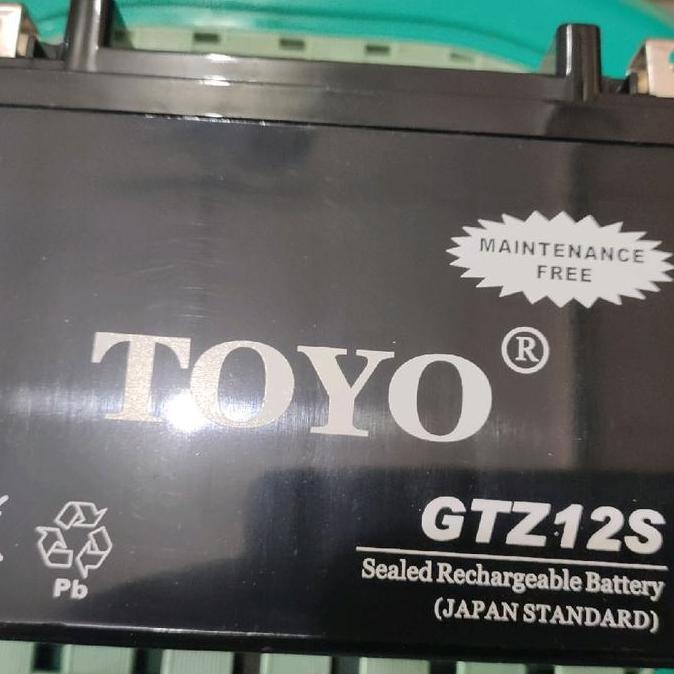 MAINTENANCE
FREE
TOYO ®
GTZ12S
Sealed Rechargeable Battery
(JAPAN STANDARD)
Pb